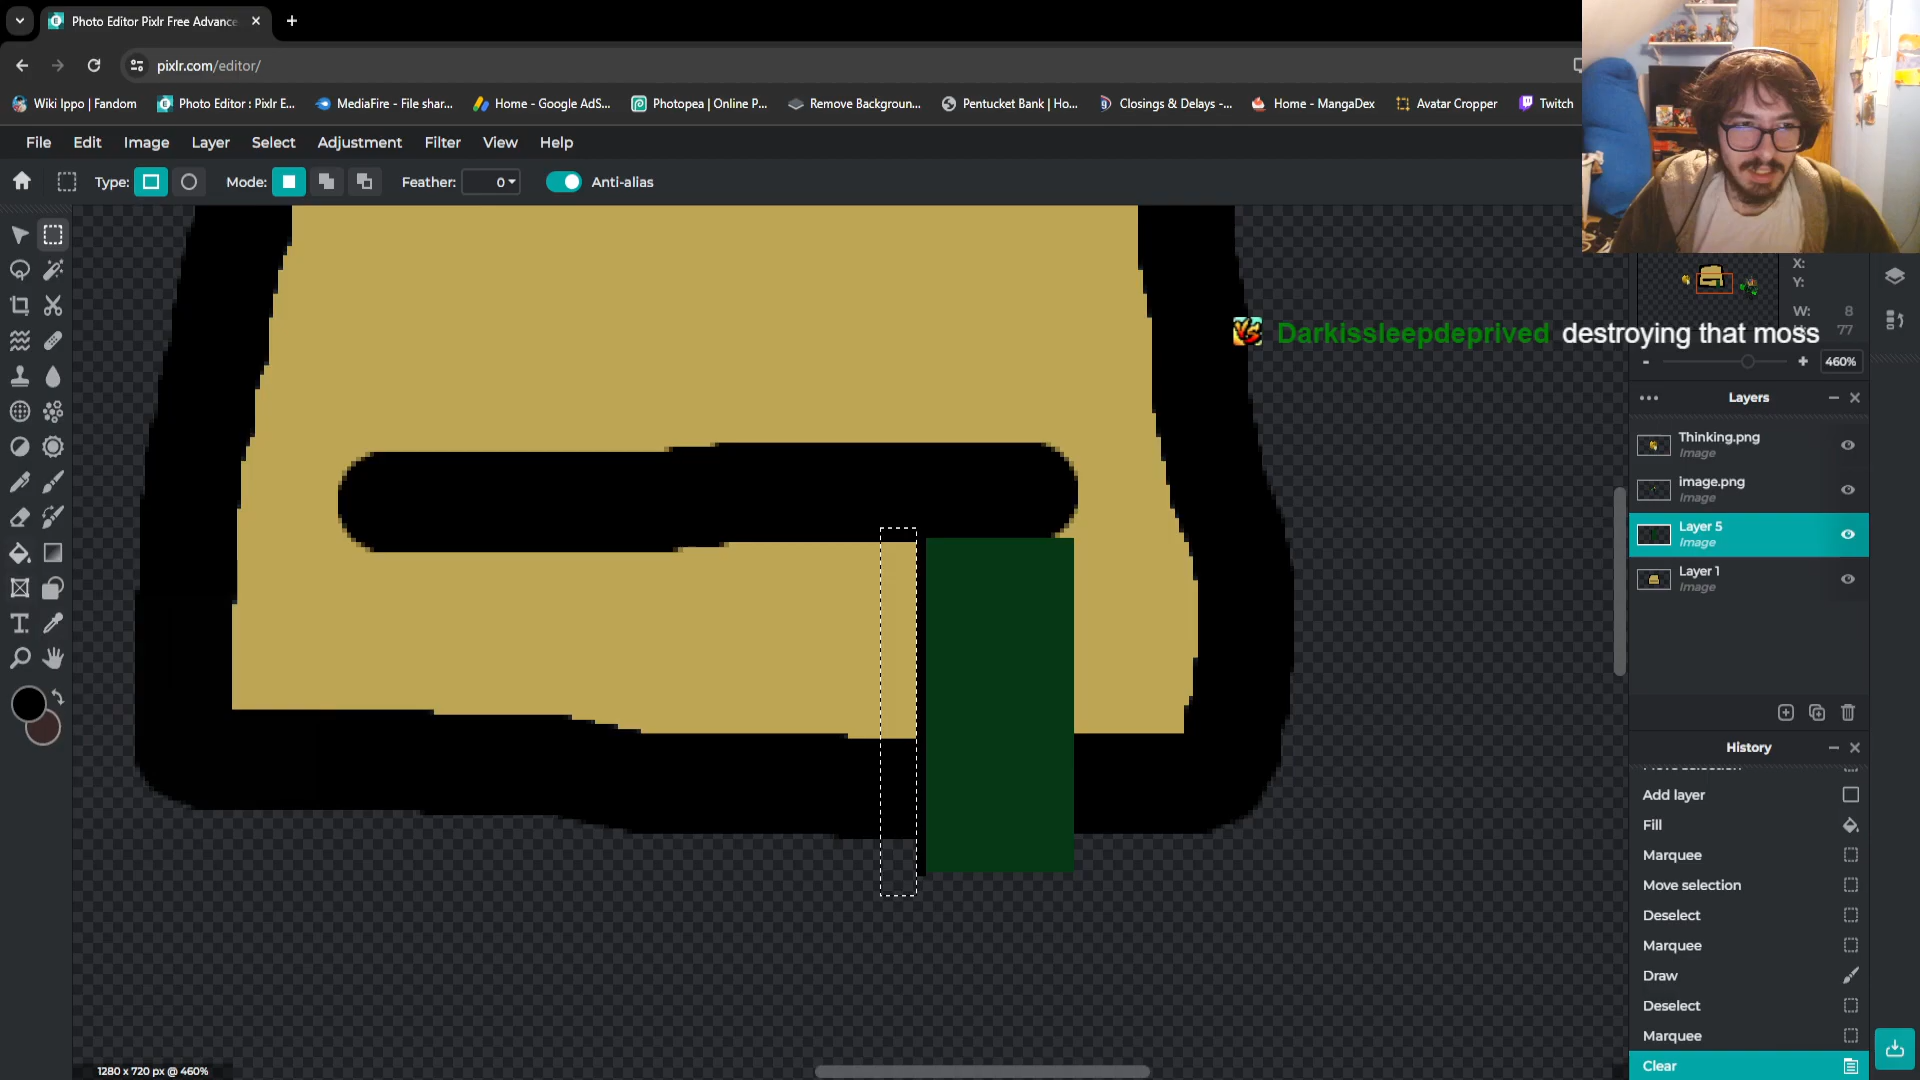 Photo Editor Pixlr Free Advance
pixlr.com/editor/
Wiki Ippo | Fandom
Photo Editor : Pixlr E...
MediaFire - File shar...
Home - Google AdS...
Photopea | Online P...
Remove Backgroun...
Pentucket Bank | Ho...
Closings & Delays -...
Home - MangaDex
Avatar Cropper
Twitch
File Edit Image Layer Select Adjustment Filter View Help
Type: Mode: Feather: 0 Anti-alias
X:
Y:
W: 8
77
Darkissleepdeprived destroying that moss
460%
Layers
Thinking.png
Image
image.png
Image
Layer 5
Image
Layer 1
Image
History
Move selection
Add layer
Fill
Marquee
Move selection
Deselect
Marquee
Draw
Deselect
Marquee
Clear
1280 x 720 px @ 460%